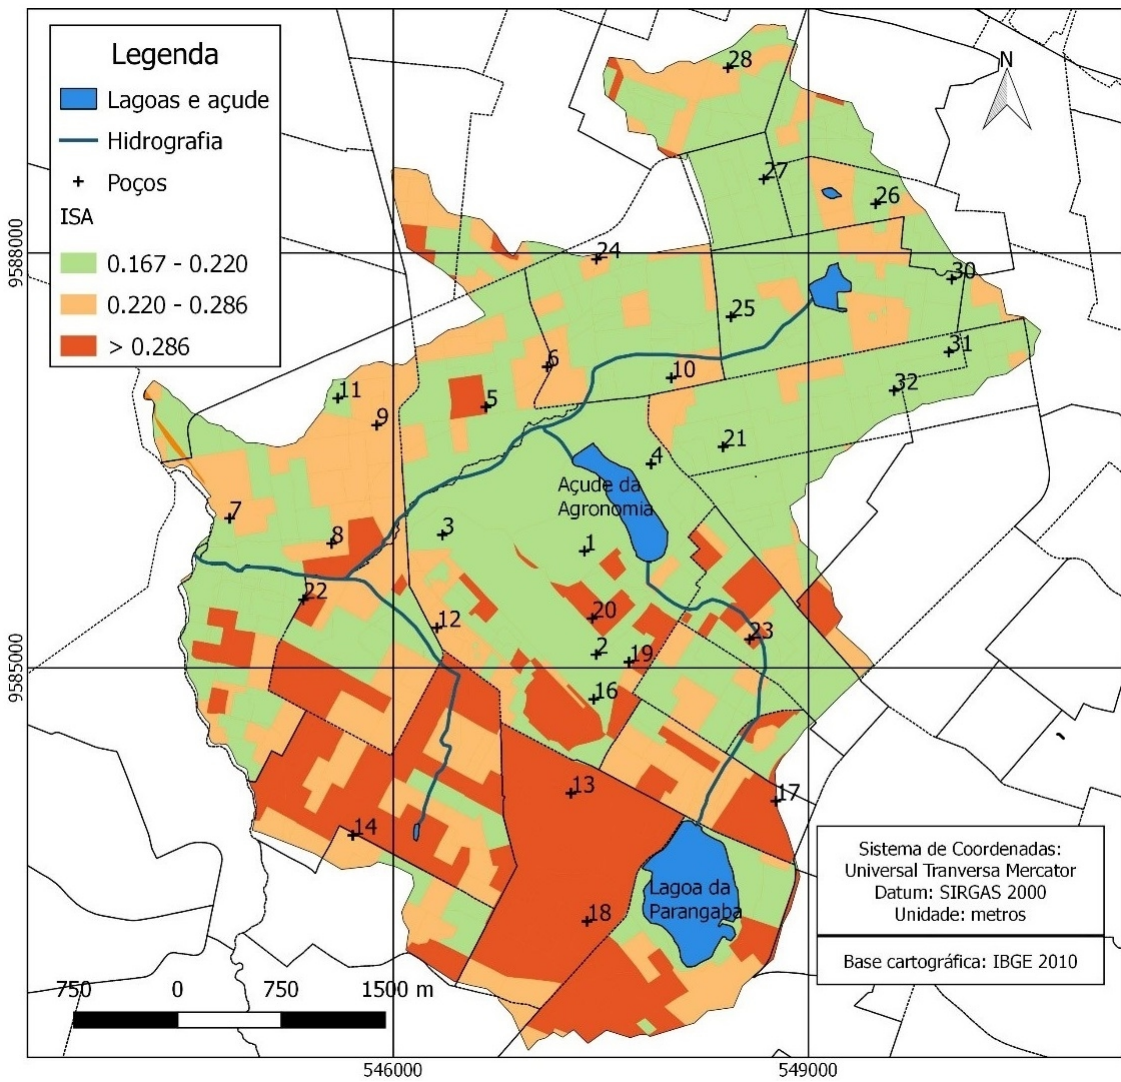 Legenda
Lagoas e açude
Hidrografia
Poços
ISA
0.167 - 0.220
0.220 - 0.286
> 0.286
N
28
27
26
24
30
25
31
6
10
32
11
5
9
21
4
Açude da
Agronomia
7
3
8
1
22
20
12
23
2
19
16
13
17
14
Lagoa da
Parangaba
18
9588000
9585000
Sistema de Coordenadas:
Universal Tranversa Mercator
Datum: SIRGAS 2000
Unidade: metros
Base cartográfica: IBGE 2010
750 0 750 1500 m
546000 549000